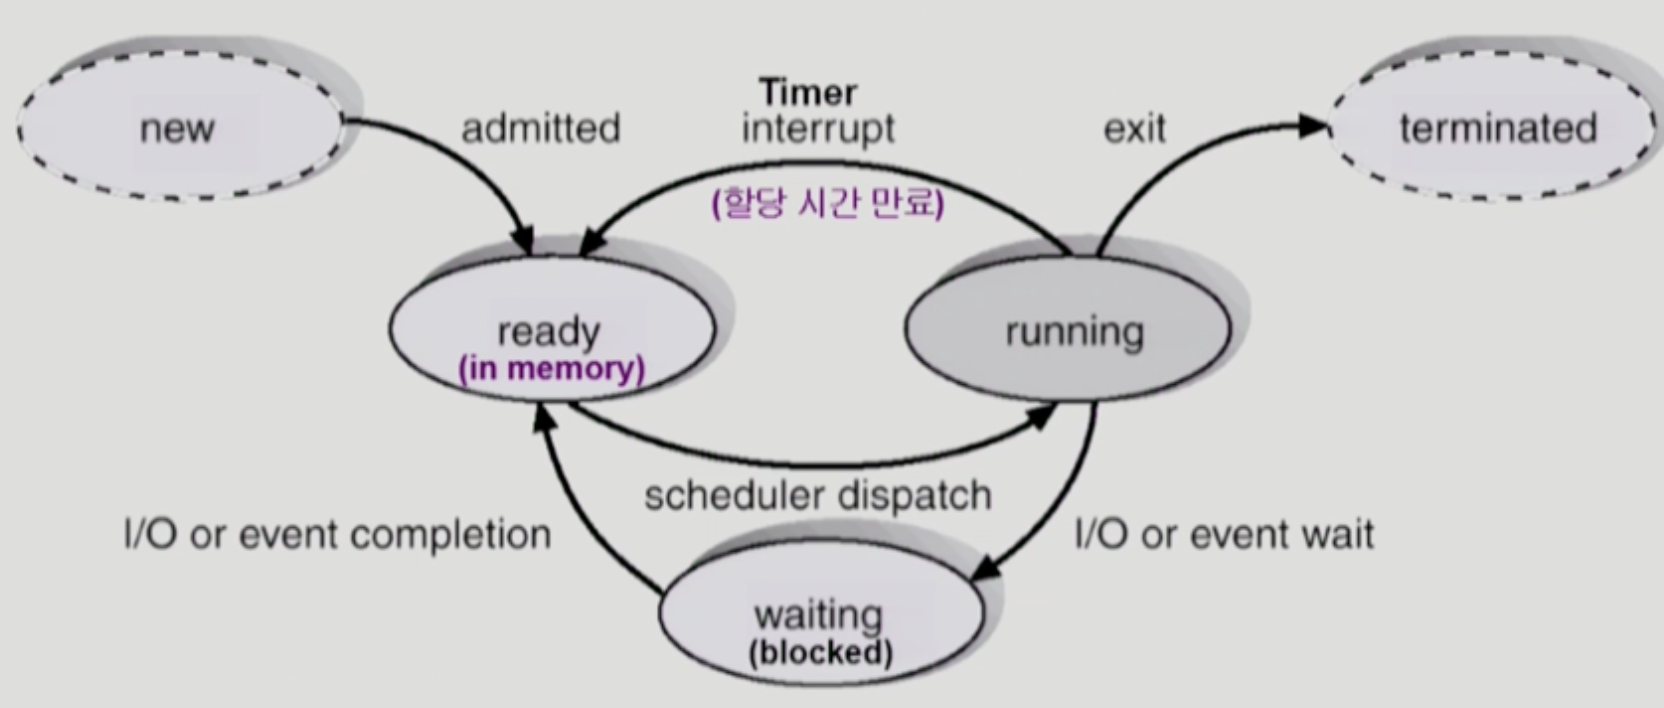 new
admitted
Timer
interrupt
(할당 시간 만료)
exit
terminated
ready
(in memory)
running
scheduler dispatch
I/O or event completion
I/O or event wait
waiting
(blocked)